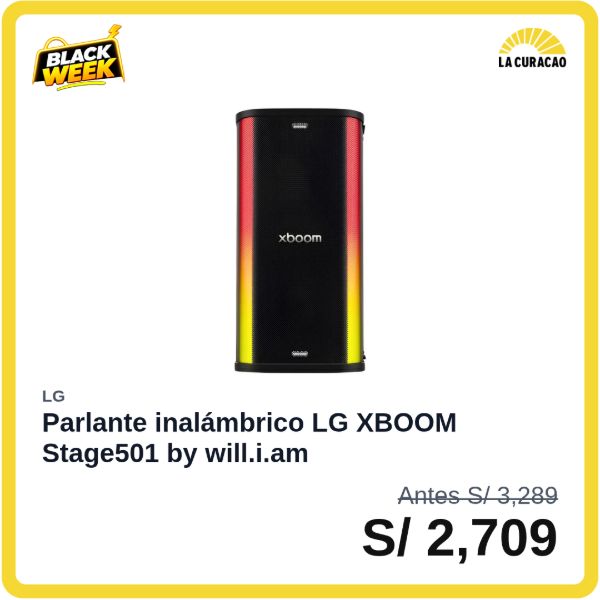 BLACK
WEEK
LA CURACAO
xboom
LG
Parlante inalámbrico LG XBOOM
Stage501 by will.i.am
Antes S/ 3,289
S/ 2,709